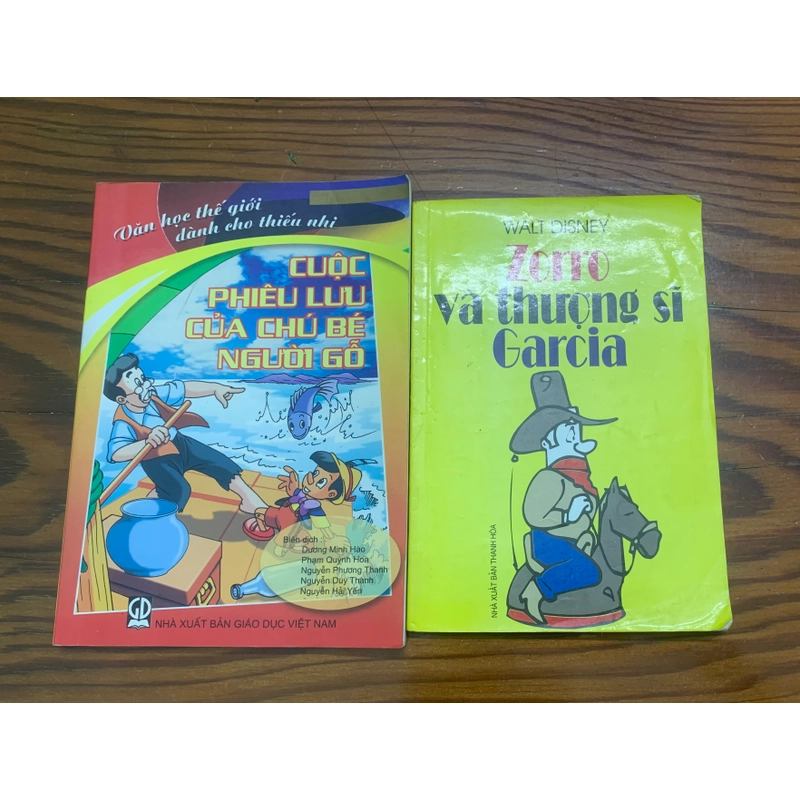 Văn học thế giới
dành cho thiếu nhi
CUỘC
PHIÊU LƯU
CỦA CHÚ BÉ
NGƯỜI GỖ
Biên dịch :
Dương Minh Hào
Phạm Quỳnh Hoa
Nguyễn Phương Thanh
Nguyễn Duy Thành
Nguyễn Hải Yến
GD
NHÀ XUẤT BẢN GIÁO DỤC VIỆT NAM
WALT DISNEY
Zorro
và thượng sĩ
Garcia
NHÀ XUẤT BẢN THANH HÓA